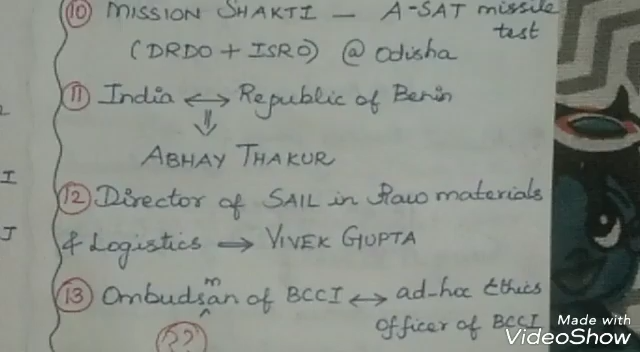 ⑩ MISSION SHAKTI – A-SAT missile
test
(DRDO + ISRO) @ Odisha
⑪ India ↔ Republic of Benin
⇓
ABHAY THAKUR
I
⑫ Director of SAIL in Raw materials
J
& Logistics → VIVEK GUPTA
⑬ Ombudsman of BCCI ↔ ad-hoc Ethics
officer of BCCI
??
Made with
VideoShow